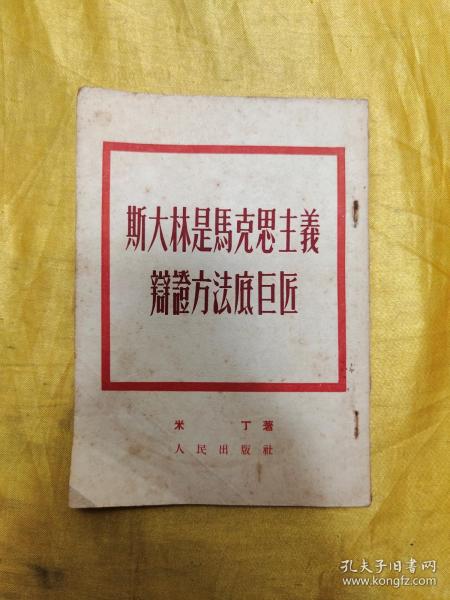 斯大林是馬克思主義
辯證方法底巨匠
米丁著
人民出版社
孔夫子旧书网
www.kongfz.com